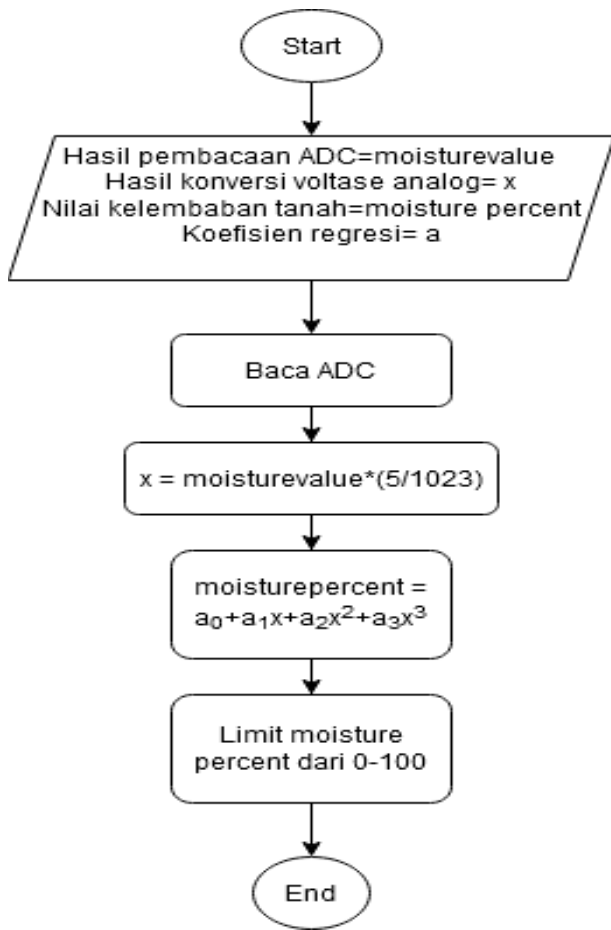 Start
Hasil pembacaan ADC=moisturevalue
Hasil konversi voltase analog= x
Nilai kelembaban tanah=moisture percent
Koefisien regresi= a
Baca ADC
x = moisturevalue*(5/1023)
moisturepercent =
a₀+a₁x+a₂x²+a₃x³
Limit moisture
percent dari 0-100
End